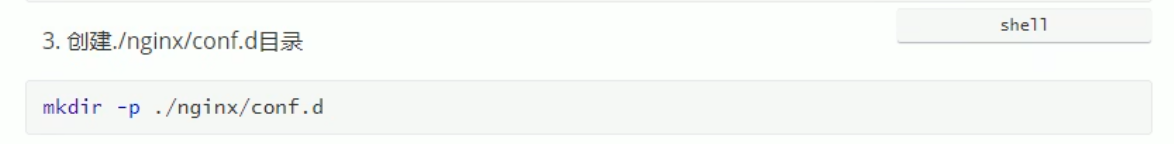 shell
3. 创建./nginx/conf.d目录
mkdir -p ./nginx/conf.d